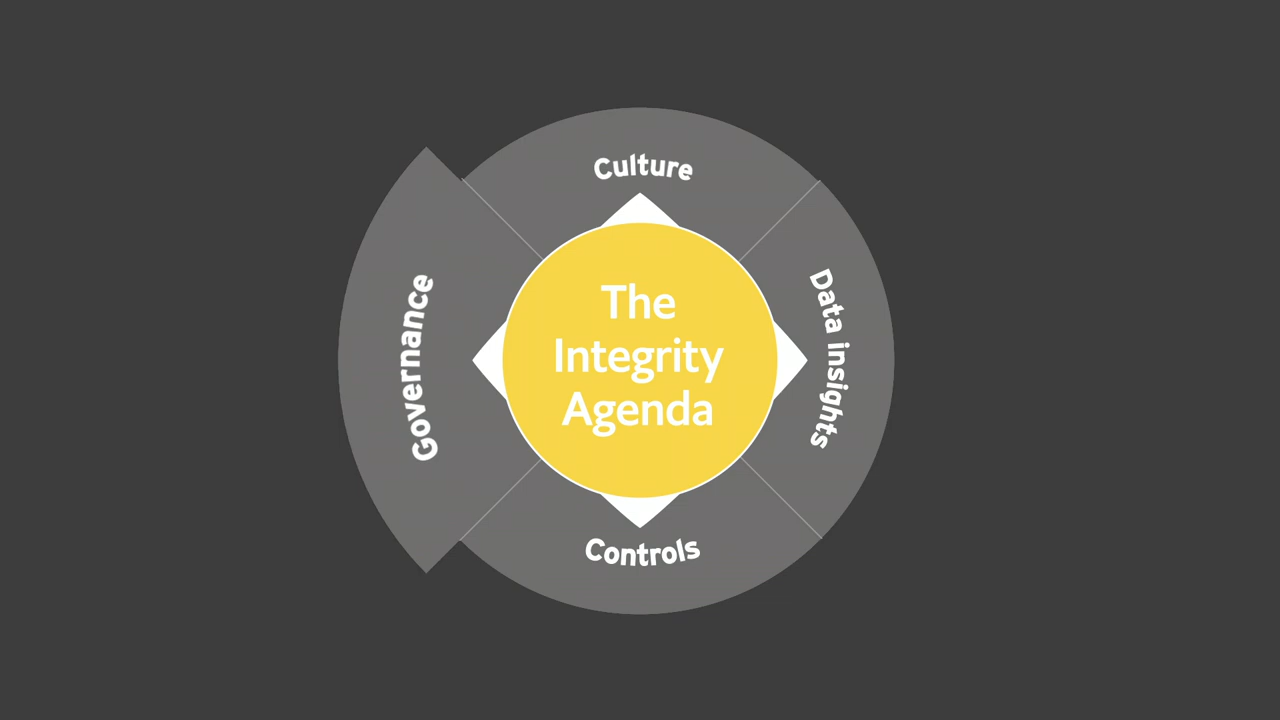 Culture
Governance
The
Integrity
Agenda
Data insights
Controls